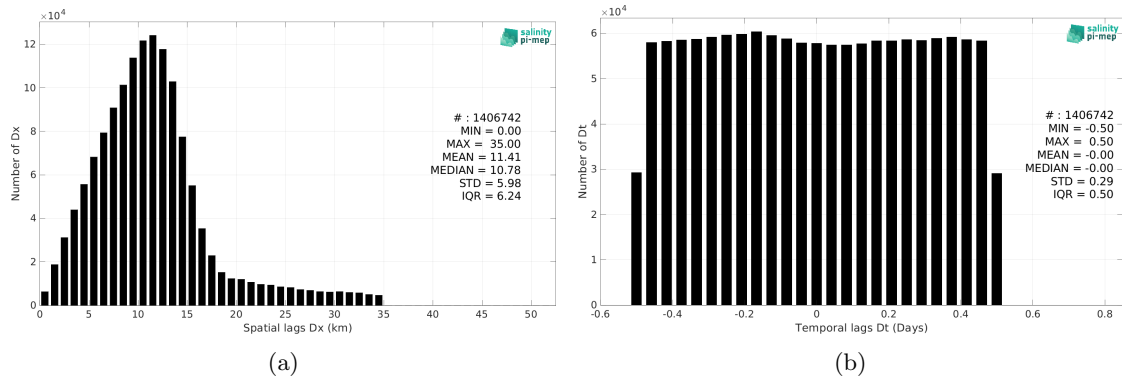 ×10⁴
12
10
8
6
4
2
0
0 5 10 15 20 25 30 35 40 45 50
Number of Dx
Spatial lags Dx (km)
salinity
pi-mep
# : 1406742
MIN = 0.00
MAX = 35.00
MEAN = 11.41
MEDIAN = 10.78
STD = 5.98
IQR = 6.24
(a)
×10⁴
6
5
4
3
2
1
0
-0.6 -0.4 -0.2 0 0.2 0.4 0.6 0.8
Number of Dt
Temporal lags Dt (Days)
salinity
pi-mep
# : 1406742
MIN = -0.50
MAX = 0.50
MEAN = -0.00
MEDIAN = -0.00
STD = 0.29
IQR = 0.50
(b)